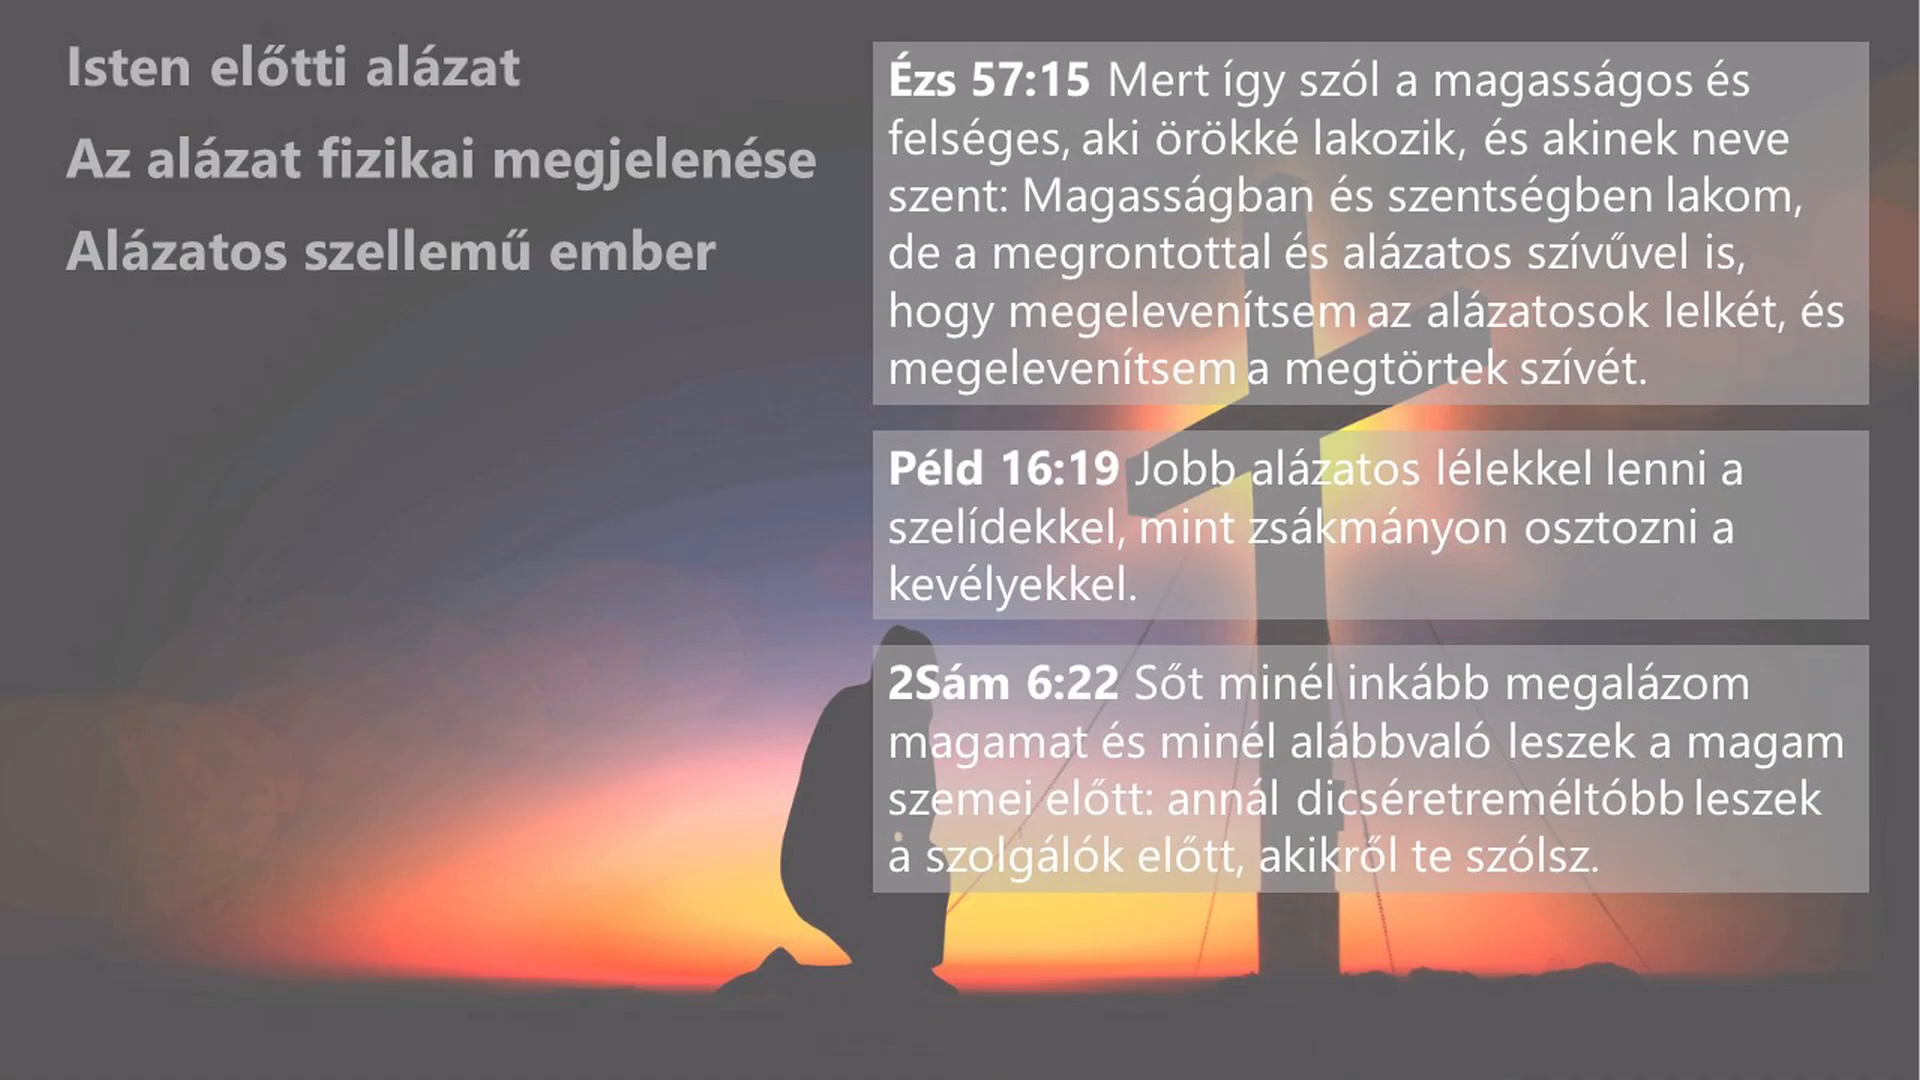 Isten előtti alázat
Az alázat fizikai megjelenése
Alázatos szellemű ember
Ézs 57:15 Mert így szól a magasságos és
felséges, aki örökké lakozik, és akinek neve
szent: Magasságban és szentségben lakom,
de a megrontottal és alázatos szívűvel is,
hogy megelevenítsem az alázatosok lelkét, és
megelevenítsem a megtörtek szívét.
Péld 16:19 Jobb alázatos lélekkel lenni a
szelídekkel, mint zsákmányon osztozni a
kevélyekkel.
2Sám 6:22 Sőt minél inkább megalázom
magamat és minél alábbvaló leszek a magam
szemei előtt: annál dicséretreméltóbb leszek
a szolgálók előtt, akikről te szólsz.